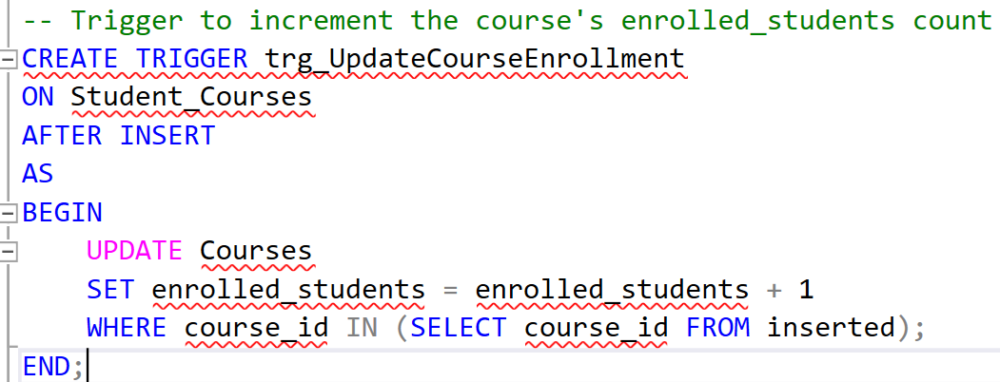 -- Trigger to increment the course's enrolled_students count
CREATE TRIGGER trg_UpdateCourseEnrollment
ON Student_Courses
AFTER INSERT
AS
BEGIN
    UPDATE Courses
    SET enrolled_students = enrolled_students + 1
    WHERE course_id IN (SELECT course_id FROM inserted);
END;